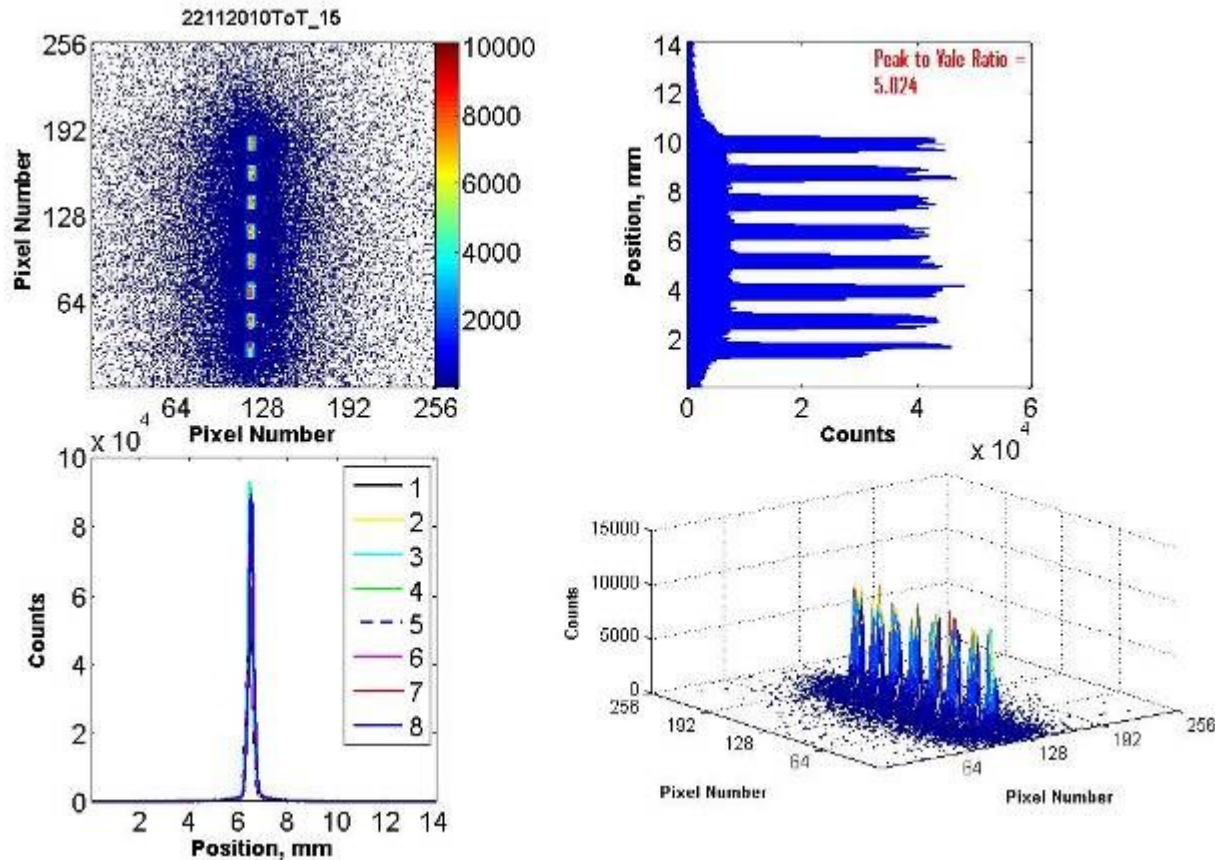 22112010ToT_15
256
192
128
64
Pixel Number
64 128 192 256
Pixel Number
10000
8000
6000
4000
2000
14
12
10
8
6
4
2
Position, mm
Peak to Vale Ratio =
5.024
0 2 4 6
Counts
x 10^4
x 10^4
10
8
6
4
2
0
Counts
2 4 6 8 10 12 14
Position, mm
1
2
3
4
5
6
7
8
15000
10000
5000
0
Counts
256
192
128
64
Pixel Number
64
128
192
256
Pixel Number